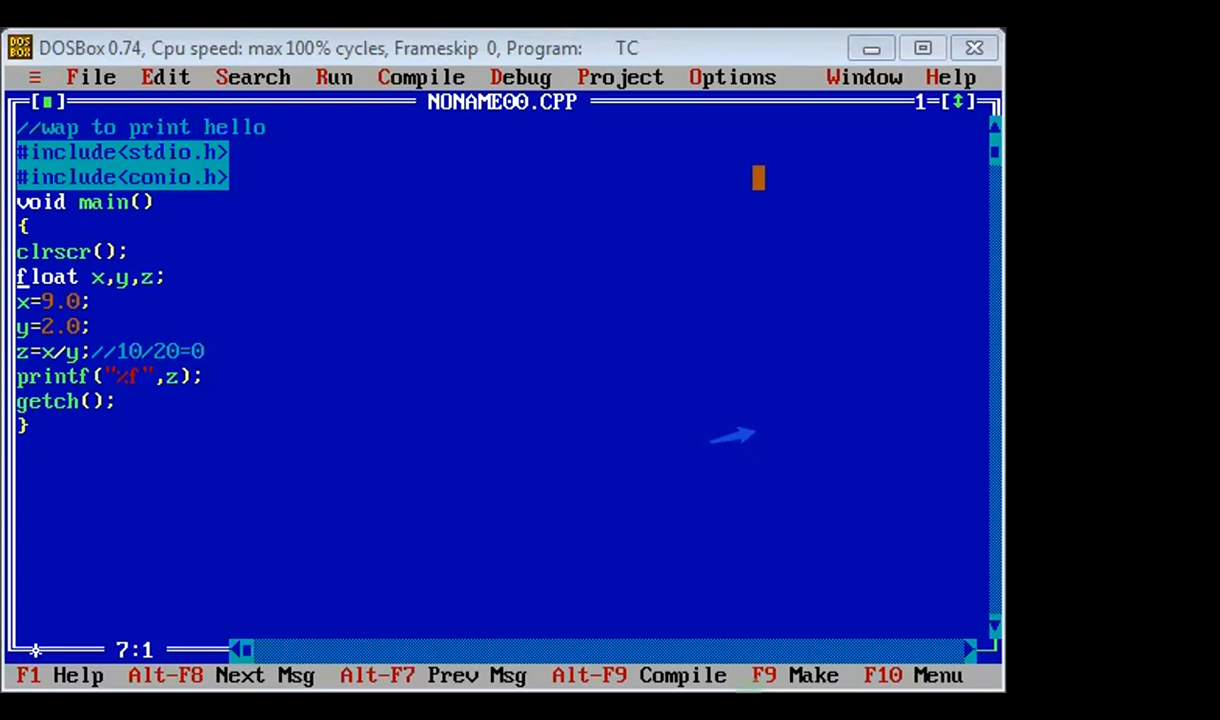 DOSBox 0.74, Cpu speed: max 100% cycles, Frameskip 0, Program: TC
≡ File Edit Search Run Compile Debug Project Options Window Help
[■] NONAME00.CPP 1=[↕]
//wap to print hello
#include<stdio.h>
#include<conio.h>
void main()
{
clrscr();
float x,y,z;
x=9.0;
y=2.0;
z=x/y;//10/20=0
printf("%f",z);
getch();
}
7:1
F1 Help Alt-F8 Next Msg Alt-F7 Prev Msg Alt-F9 Compile F9 Make F10 Menu